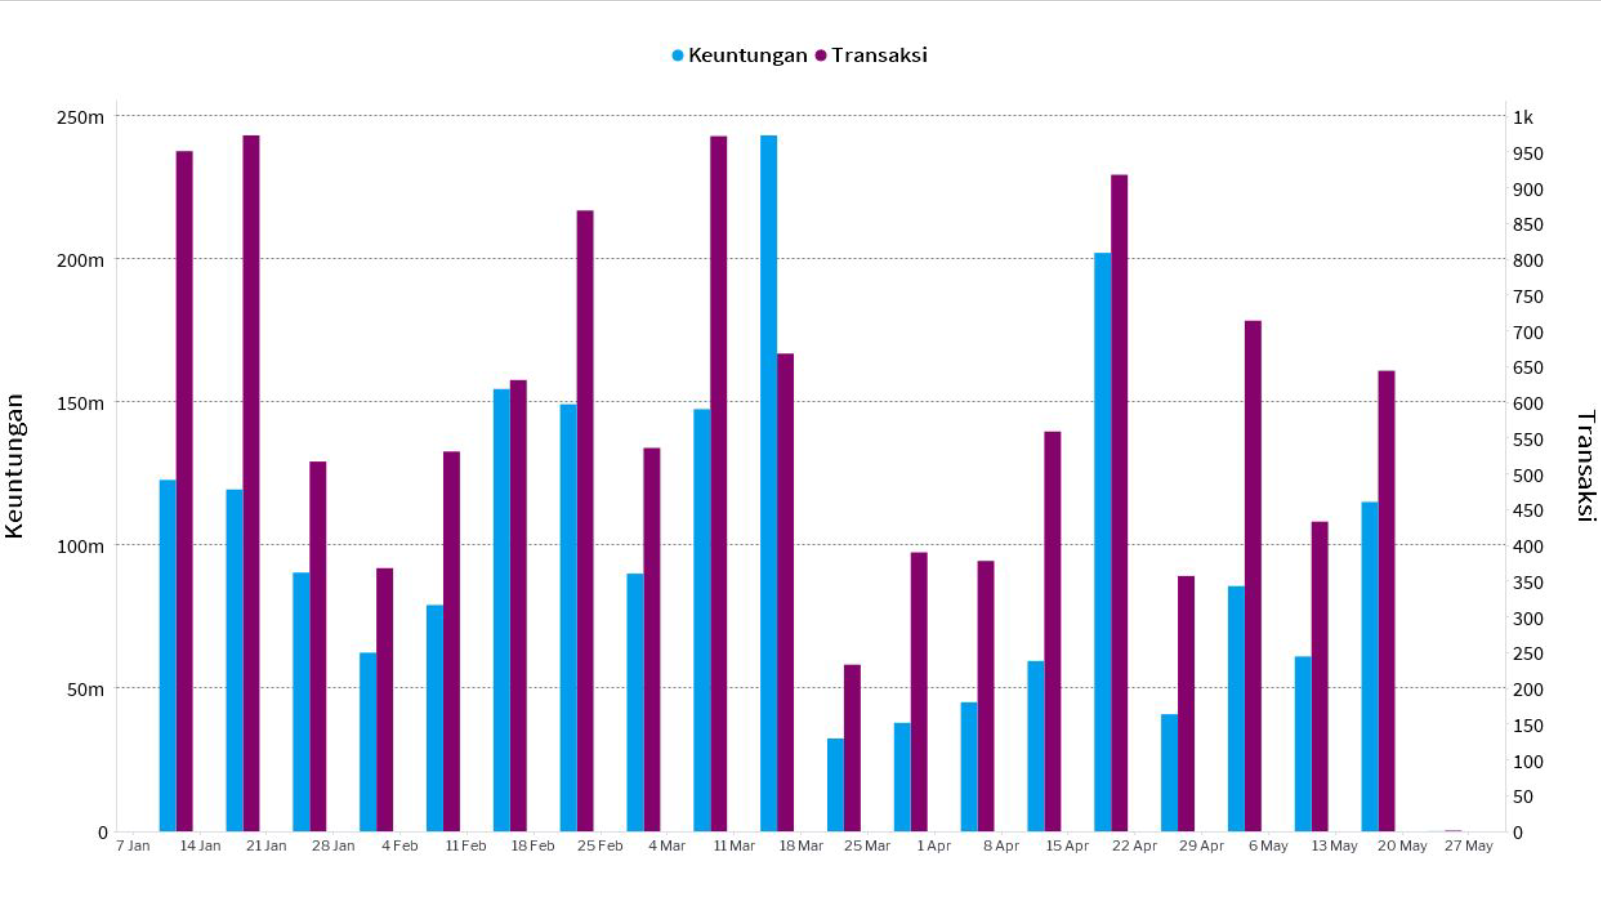 Keuntungan Transaksi
250m
200m
150m
100m
50m
0
Keuntungan
1k
950
900
850
800
750
700
650
600
550
500
450
400
350
300
250
200
150
100
50
0
Transaksi
7 Jan 14 Jan 21 Jan 28 Jan 4 Feb 11 Feb 18 Feb 25 Feb 4 Mar 11 Mar 18 Mar 25 Mar 1 Apr 8 Apr 15 Apr 22 Apr 29 Apr 6 May 13 May 20 May 27 May